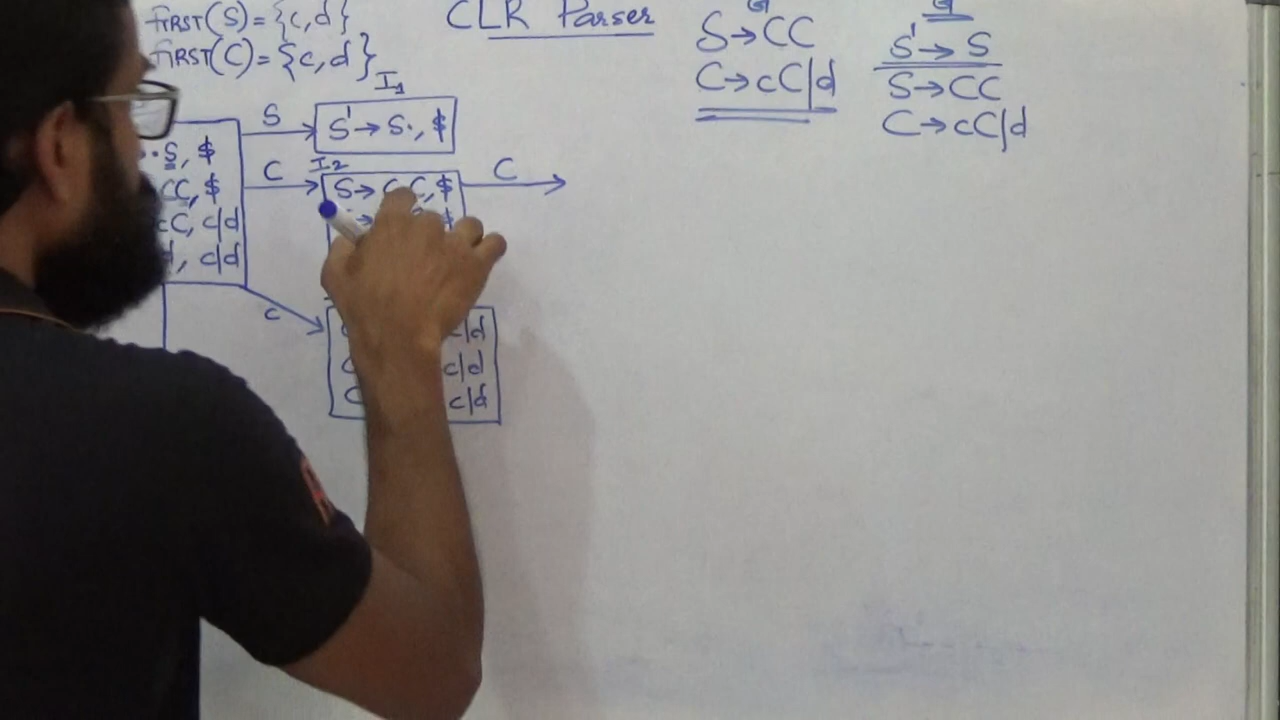 FIRST(S)={c,d}
FIRST(C)={c,d}
CLR Parser
G
S→CC
C→cC|d
S'→S
S→CC
C→cC|d
·S, $
CC, $
cC, c|d
d, c|d
S
C
c
I1
S'→S·, $
I2
S→C·C, $
$
C
c|d
c|d
c|d